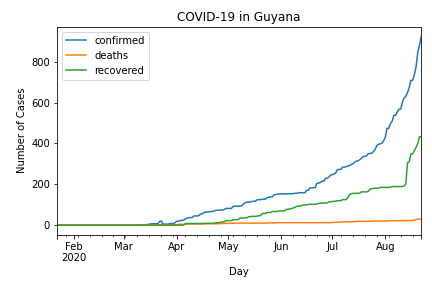 COVID-19 in Guyana
confirmed
deaths
recovered
Number of Cases
800
600
400
200
0
Feb Mar Apr May Jun Jul Aug
2020
Day